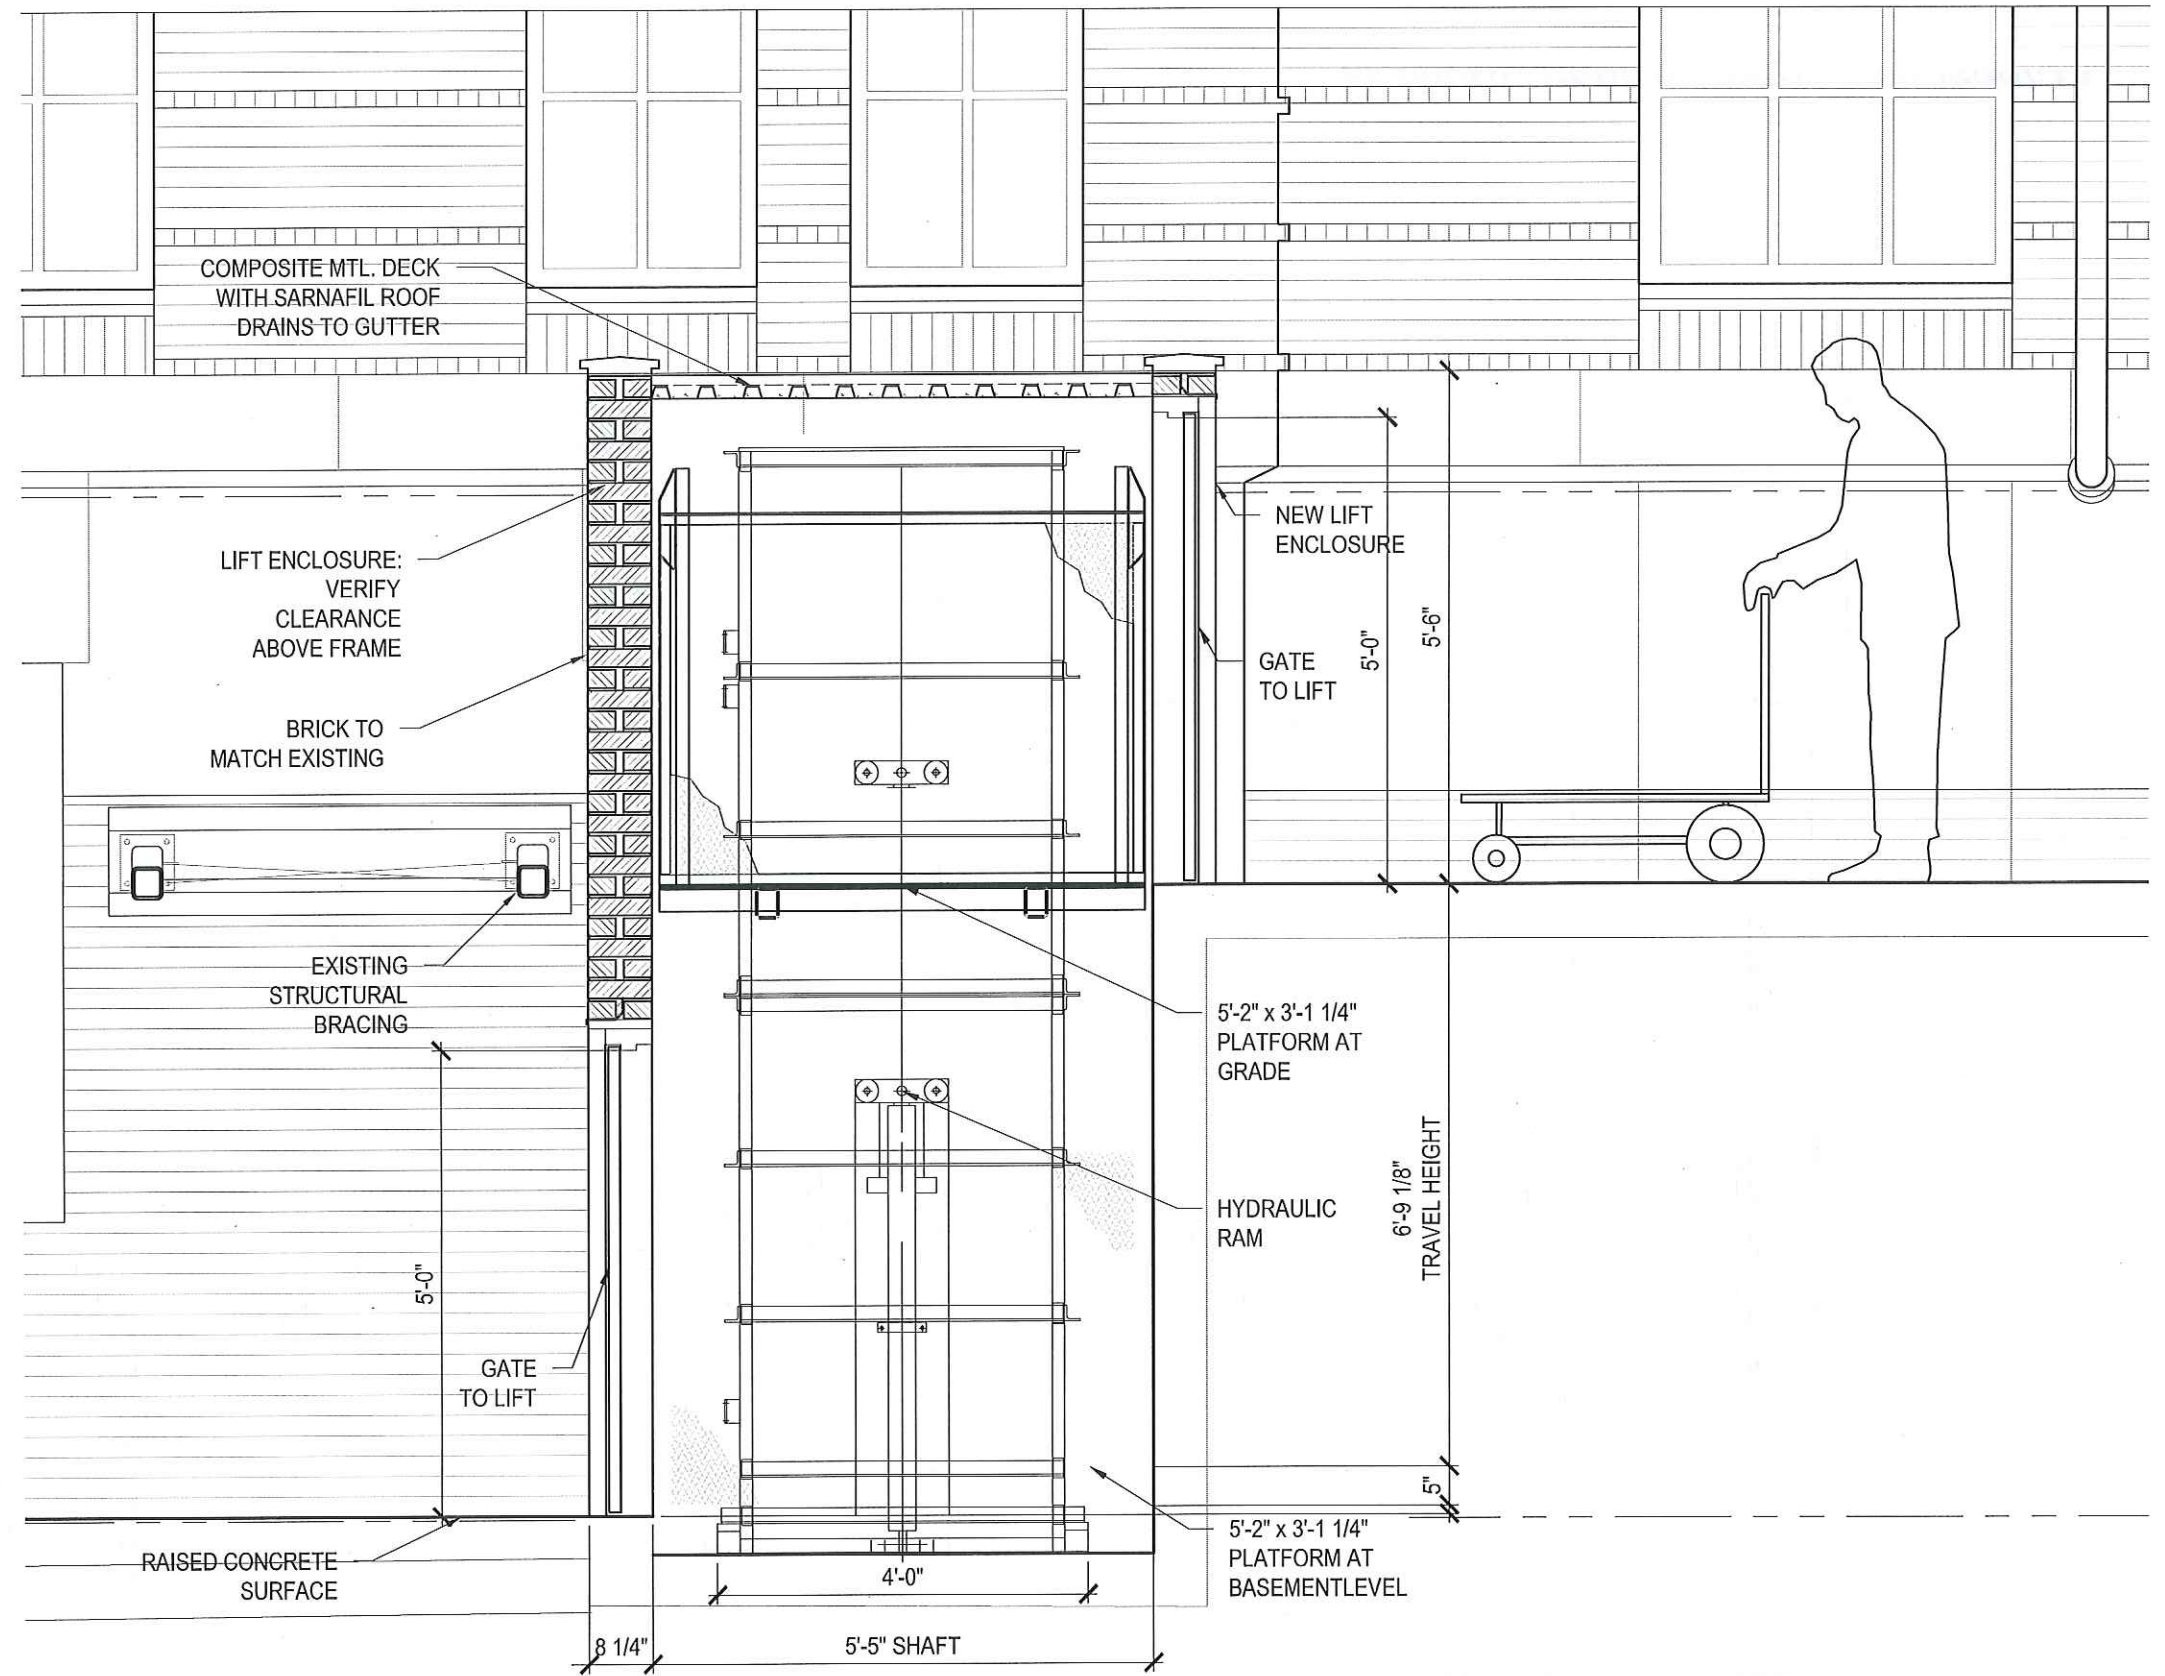 COMPOSITE MTL. DECK
WITH SARNAFIL ROOF
DRAINS TO GUTTER
LIFT ENCLOSURE:
VERIFY
CLEARANCE
ABOVE FRAME
BRICK TO
MATCH EXISTING
EXISTING
STRUCTURAL
BRACING
5'-0"
GATE
TO LIFT
RAISED CONCRETE
SURFACE
NEW LIFT
ENCLOSURE
GATE
TO LIFT
5'-0"
5'-6"
5'-2" x 3'-1 1/4"
PLATFORM AT
GRADE
HYDRAULIC
RAM
6'-9 1/8"
TRAVEL HEIGHT
5"
5'-2" x 3'-1 1/4"
PLATFORM AT
BASEMENTLEVEL
4'-0"
8 1/4"
5'-5" SHAFT